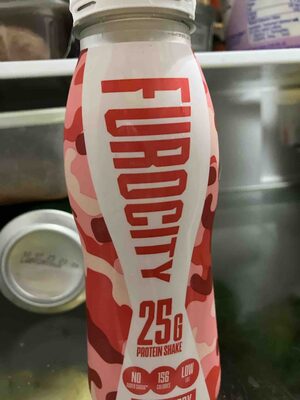 FUROCITY
25G
PROTEIN SHAKE
NO
156
CALORIES
LOW